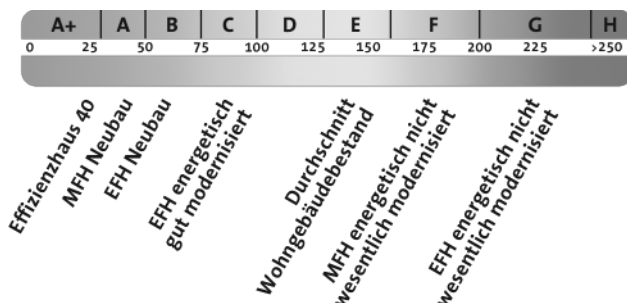 A+ A B C D E F G H
0 25 50 75 100 125 150 175 200 225 >250
Effizienzhaus 40
MFH Neubau
EFH Neubau
EFH energetisch
gut modernisiert
Durchschnitt
Wohngebäudebestand
MFH energetisch nicht
wesentlich modernisiert
EFH energetisch nicht
wesentlich modernisiert